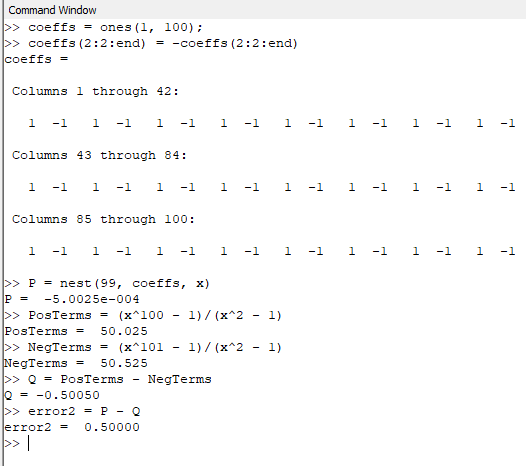 Command Window
>> coeffs = ones(1, 100);
>> coeffs(2:2:end) = -coeffs(2:2:end)
coeffs =
Columns 1 through 42:
1 -1 1 -1 1 -1 1 -1 1 -1 1 -1 1 -1 1 -1
Columns 43 through 84:
1 -1 1 -1 1 -1 1 -1 1 -1 1 -1 1 -1 1 -1
Columns 85 through 100:
1 -1 1 -1 1 -1 1 -1 1 -1 1 -1 1 -1 1 -1
>> P = nest(99, coeffs, x)
P = -5.0025e-004
>> PosTerms = (x^100 - 1)/(x^2 - 1)
PosTerms = 50.025
>> NegTerms = (x^101 - 1)/(x^2 - 1)
NegTerms = 50.525
>> Q = PosTerms - NegTerms
Q = -0.50050
>> error2 = P - Q
error2 = 0.50000
>>